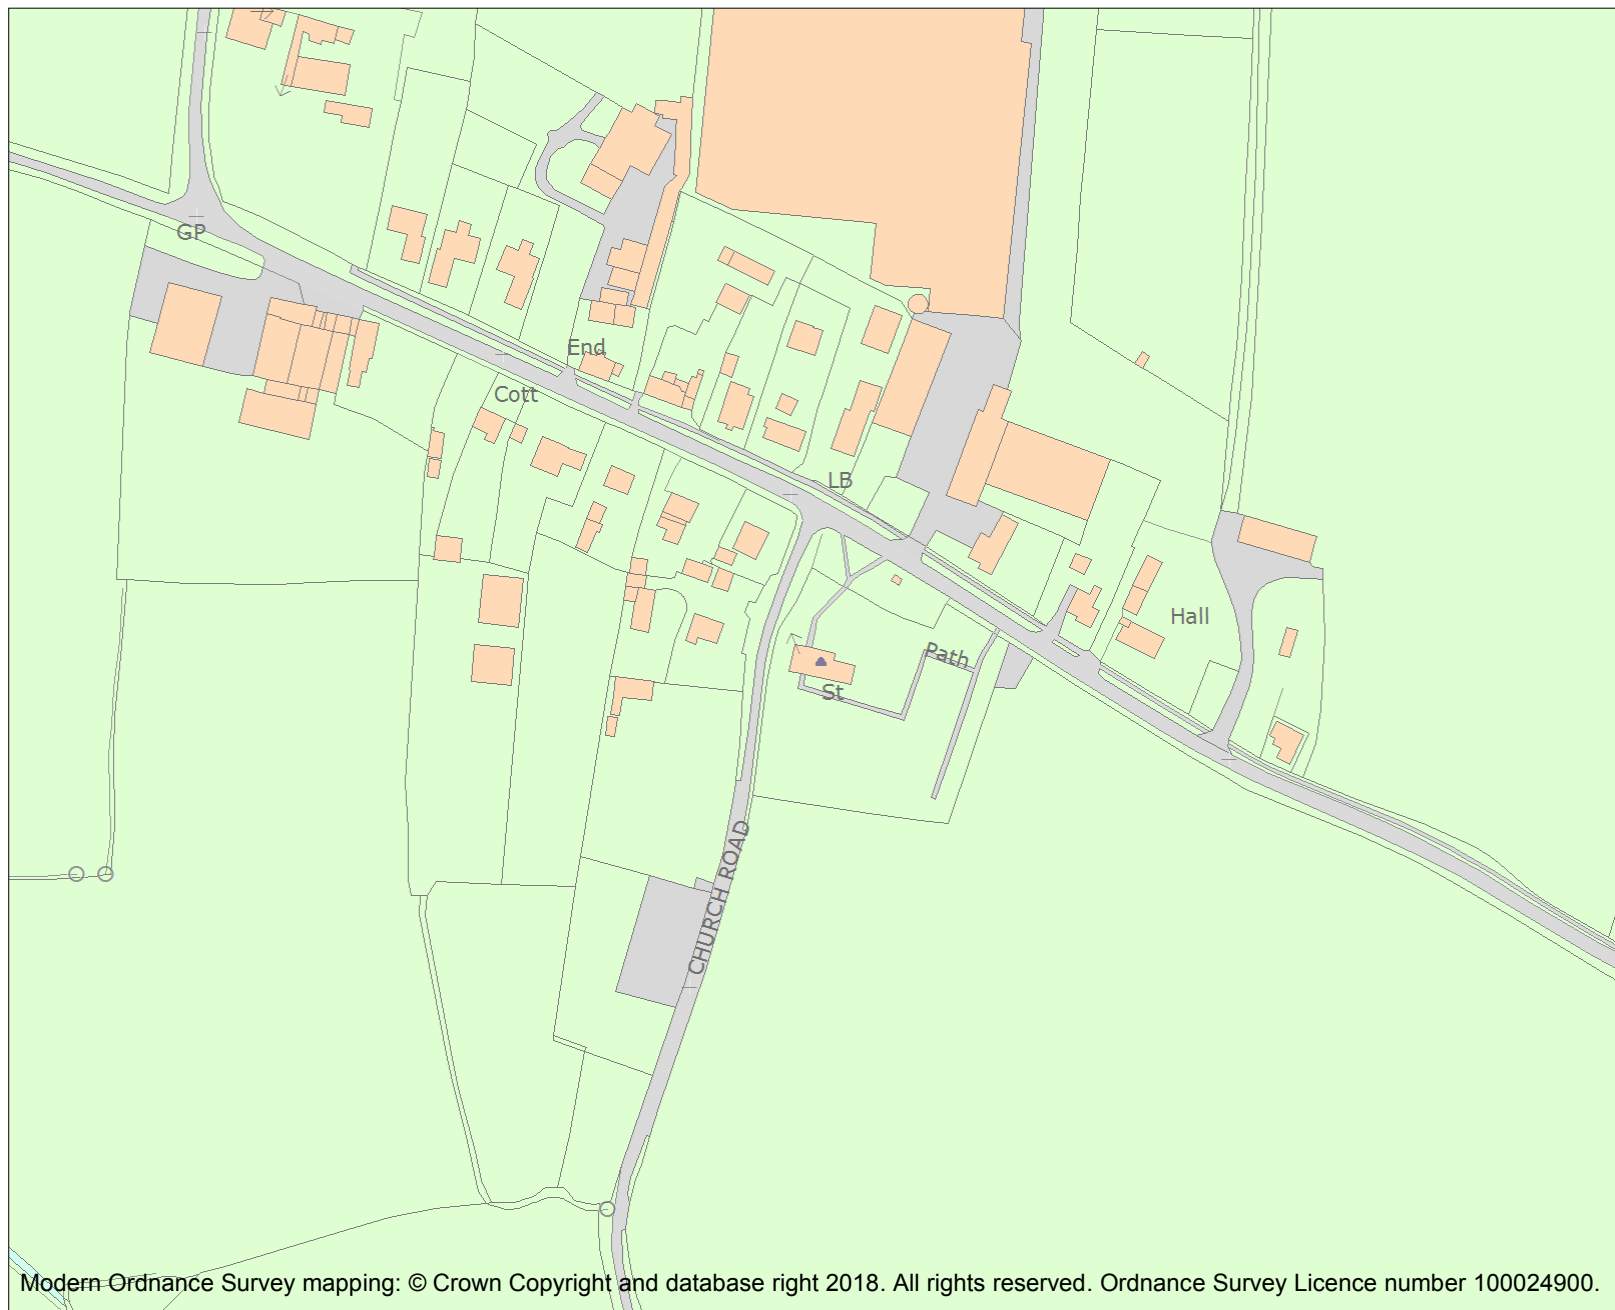 GP
End
Cott
LB
Hall
Path
St
CHURCH ROAD
Modern Ordnance Survey mapping: © Crown Copyright and database right 2018. All rights reserved. Ordnance Survey Licence number 100024900.